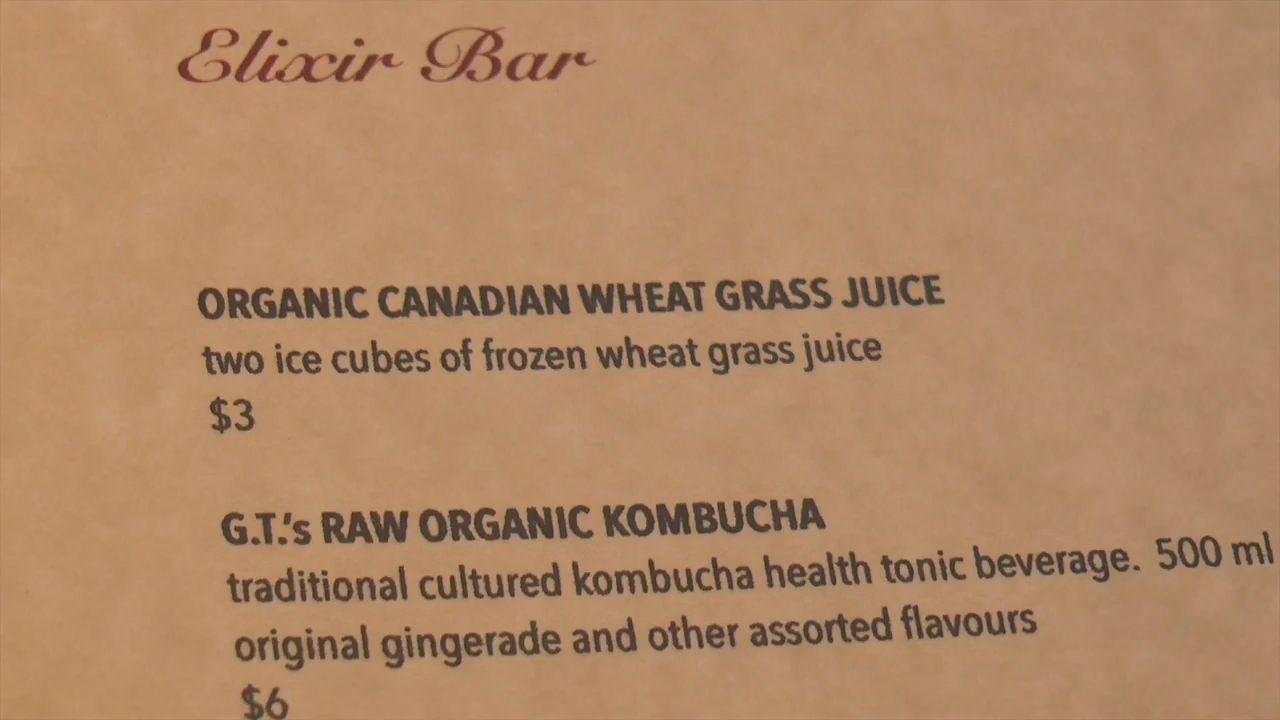 Elixir Bar
ORGANIC CANADIAN WHEAT GRASS JUICE
two ice cubes of frozen wheat grass juice
$3
G.T.'s RAW ORGANIC KOMBUCHA
traditional cultured kombucha health tonic beverage. 500 ml
original gingerade and other assorted flavours
$6